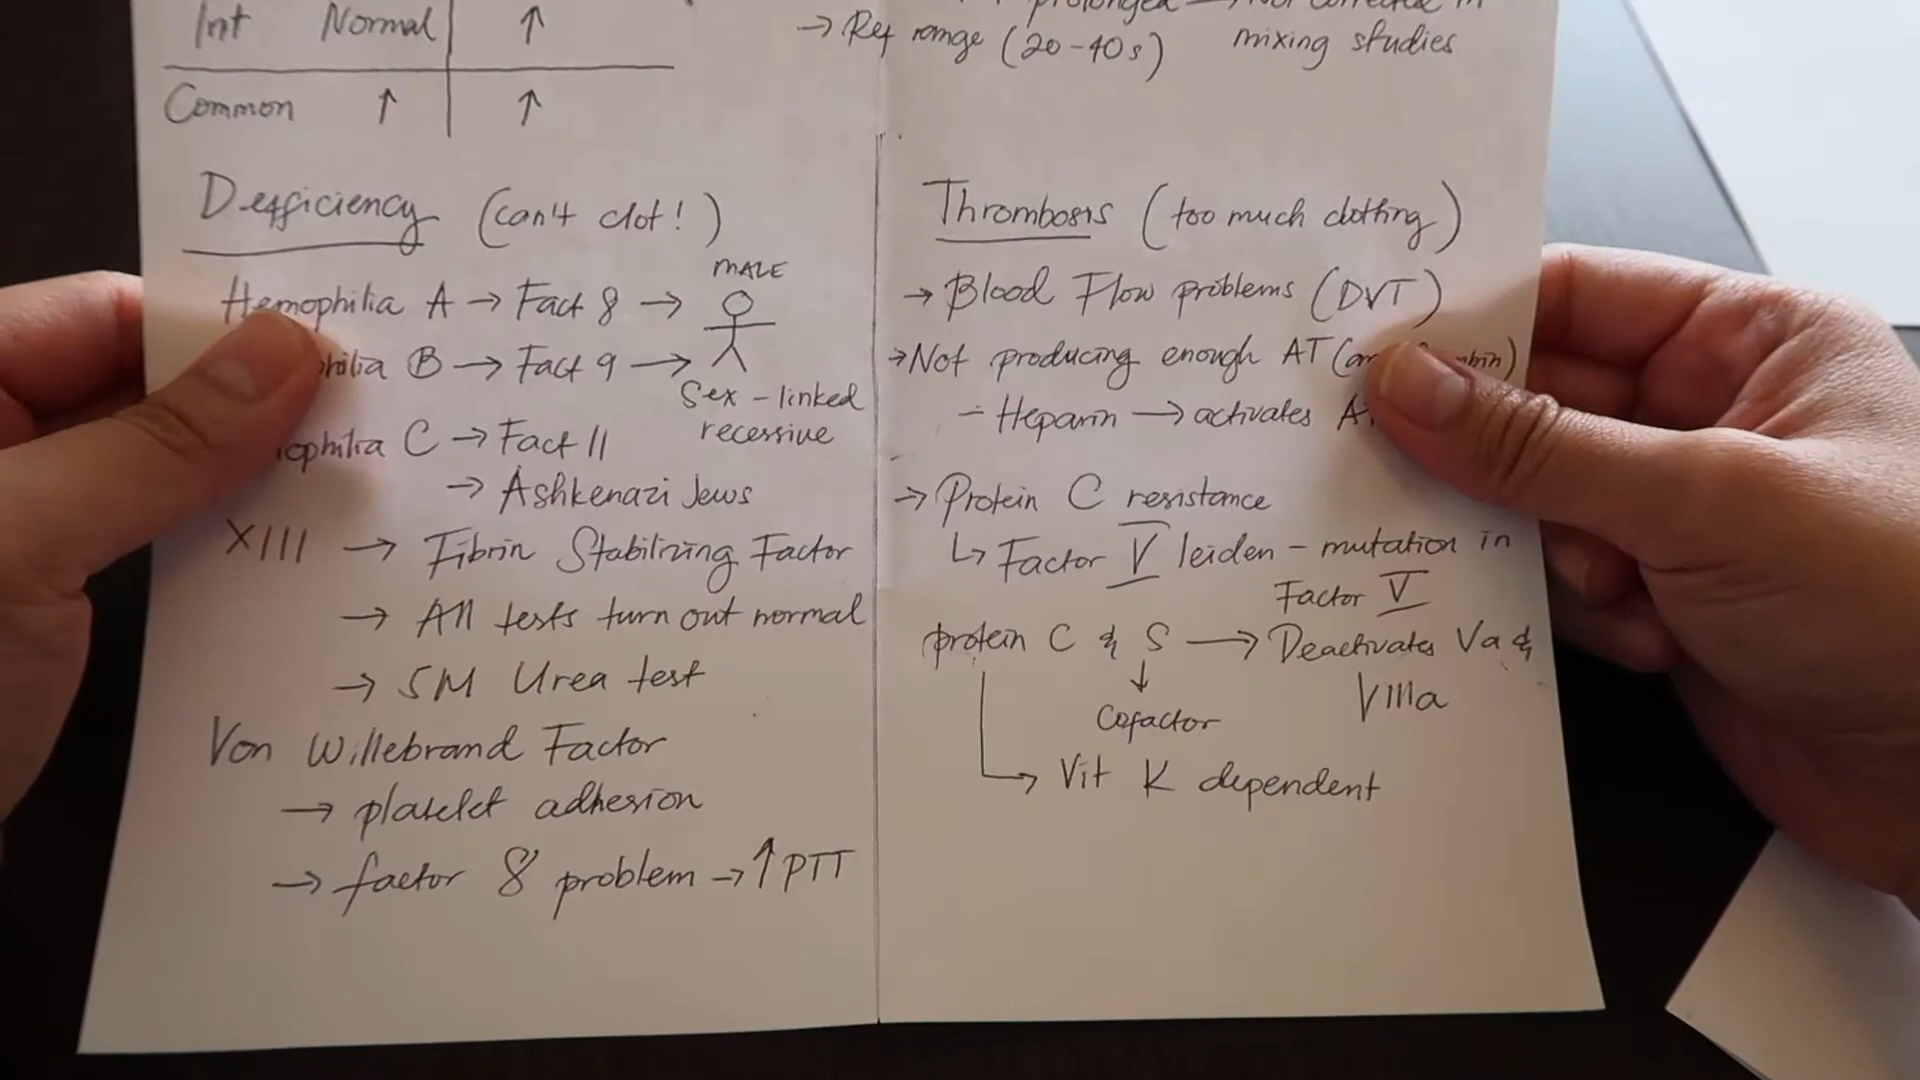 Int Normal ↑
Common ↑ ↑
Defficiency (can't clot!)
Hemophilia A → Fact 8 →
MALE
B → Fact 9 →
Sex-linked
recessive
C → Fact 11
→ Ashkenazi Jews
XIII → Fibrin Stabilizing Factor
→ All tests turn out normal
→ 5M Urea test
Von Willebrand Factor
→ platelet adhesion
→ factor 8 problem → ↑ PTT
prolonged →
→ Ref range (20-40s)
mixing studies
Thrombosis (too much clotting)
→ Blood Flow problems (DVT)
→ Not producing enough AT
- Heparin → activates
→ Protein C resistance
↳ Factor V leiden - mutation in
Factor V
protein C & S → Deactivates Va &
VIIIa
↓
Cofactor
→ Vit K dependent